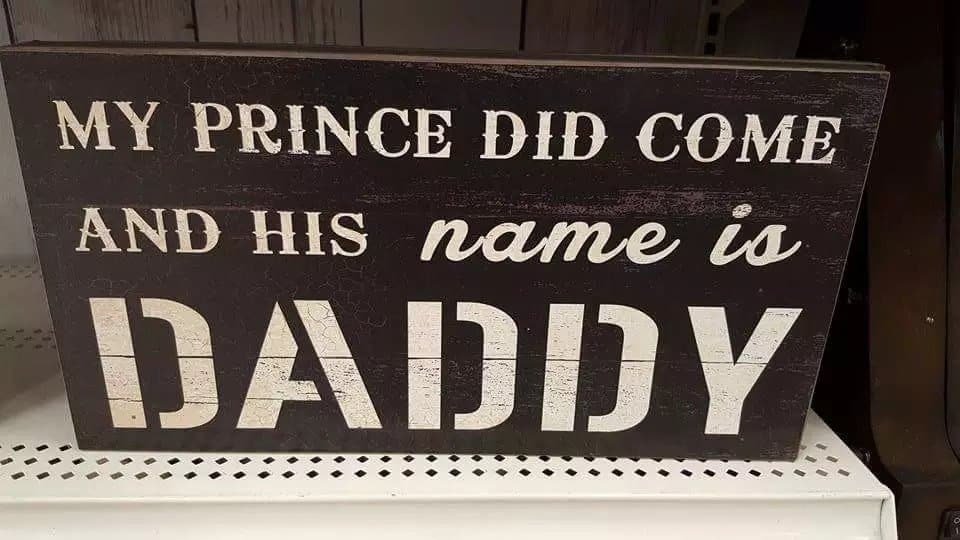 MY PRINCE DID COME
AND HIS name is
DADDY